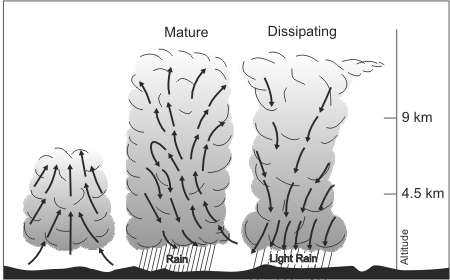 Mature
Dissipating
9 km
4.5 km
Altitude
Rain
Light Rain